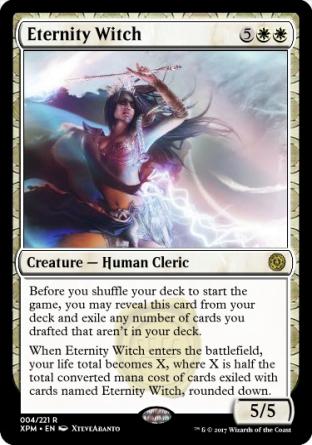 Eternity Witch 5
Creature — Human Cleric
Before you shuffle your deck to start the
game, you may reveal this card from your
deck and exile any number of cards you
drafted that aren't in your deck.
When Eternity Witch enters the battlefield,
your life total becomes X, where X is half the
total converted mana cost of cards exiled with
cards named Eternity Witch, rounded down.
5/5
004/221 R
XPM • EN XteveAbanto
™ & © 2017 Wizards of the Coast